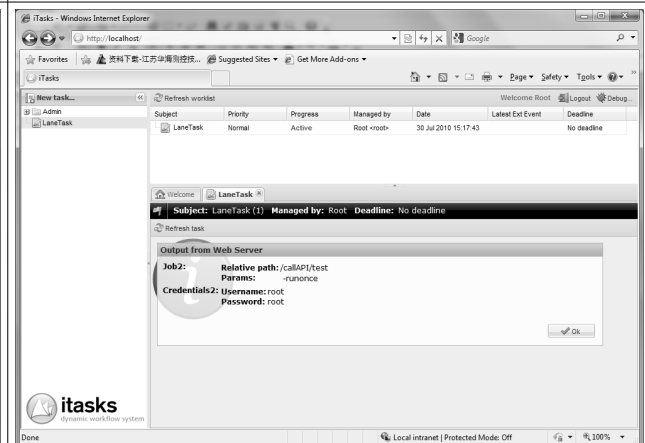 iTasks - Windows Internet Explorer
http://localhost/
Google
Favorites
资料下载-江苏华海测控技...
Suggested Sites
Get More Add-ons
iTasks
Page
Safety
Tools
New task...
Refresh worklist
Welcome Root
Logout
Debug...
Admin
LaneTask
Subject Priority Progress Managed by Date Latest Ext Event Deadline
LaneTask Normal Active Root <root> 30 Jul 2010 15:17:43 No deadline
Welcome
LaneTask
Subject: LaneTask (1) Managed by: Root Deadline: No deadline
Refresh task
Output from Web Server
Job2: Relative path: /callAPI/test
Params: -runonce
Credentials2: Username: root
Password: root
Ok
itasks
dynamic workflow system
Done
Local intranet | Protected Mode: Off
100%